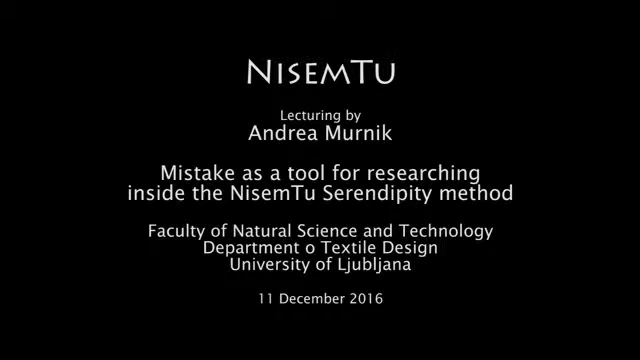 NisemTu
Lecturing by
Andrea Murnik
Mistake as a tool for researching
inside the NisemTu Serendipity method
Faculty of Natural Science and Technology
Department o Textile Design
University of Ljubljana
11 December 2016